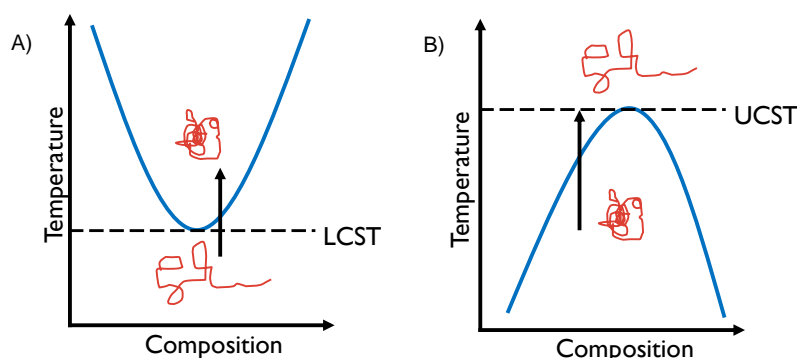 A)
Temperature
LCST
Composition
B)
Temperature
UCST
Composition